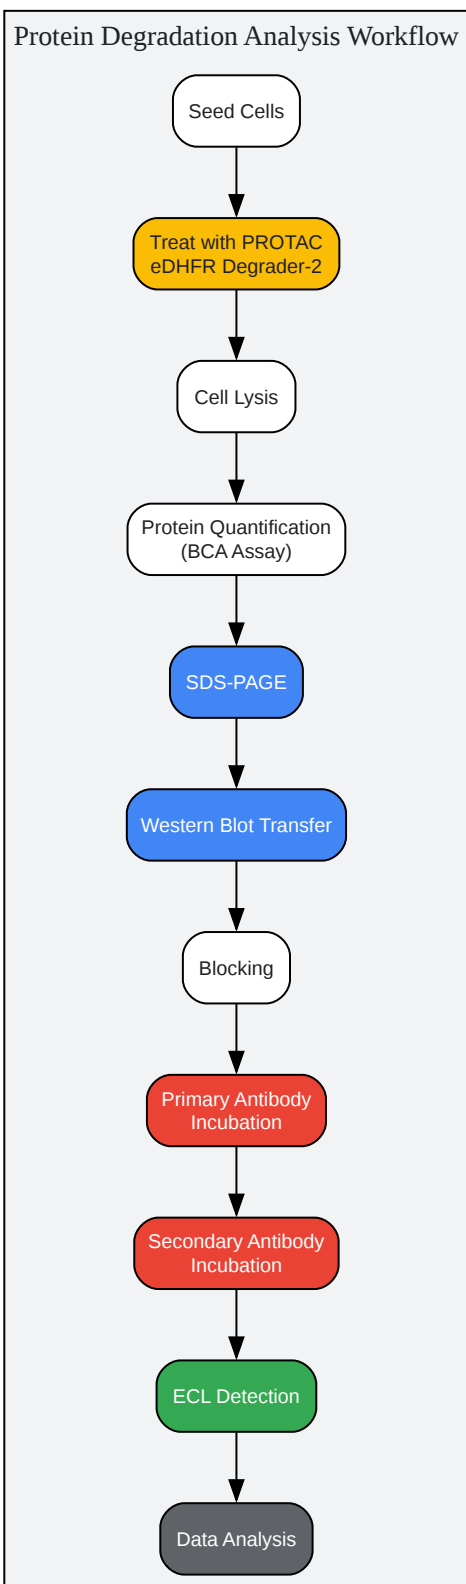 Protein Degradation Analysis Workflow
Seed Cells
Treat with PROTAC
eDHFR Degrader-2
Cell Lysis
Protein Quantification
(BCA Assay)
SDS-PAGE
Western Blot Transfer
Blocking
Primary Antibody
Incubation
Secondary Antibody
Incubation
ECL Detection
Data Analysis